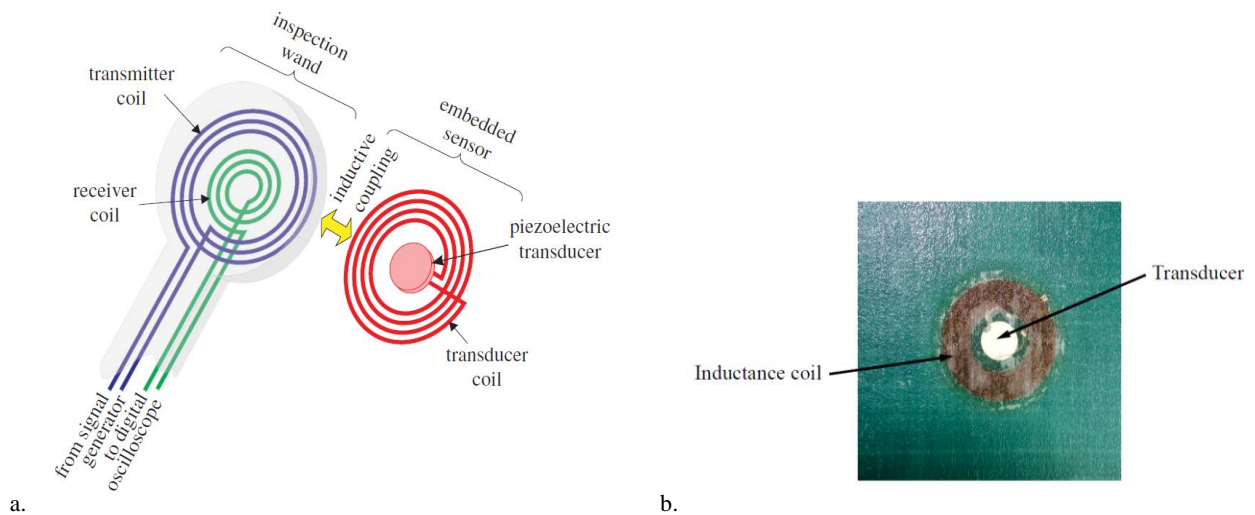 inspection
wand
transmitter
coil
embedded
sensor
inductive
coupling
receiver
coil
piezoelectric
transducer
transducer
coil
from signal
generator
to digital
oscilloscope
a.
Transducer
Inductance coil
b.